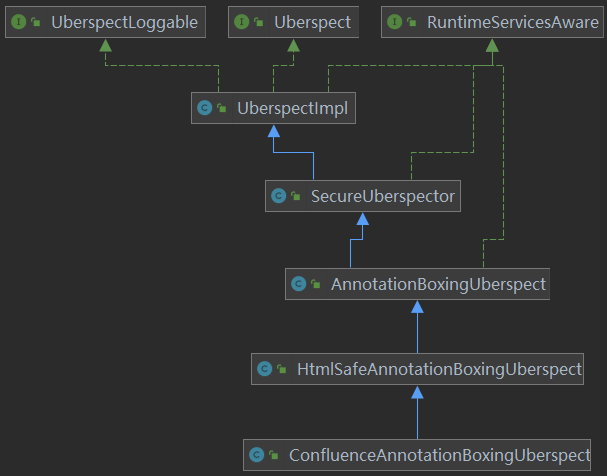 I UberspectLoggable
I Uberspect
I RuntimeServicesAware
C UberspectImpl
C SecureUberspector
C AnnotationBoxingUberspect
C HtmlSafeAnnotationBoxingUberspect
C ConfluenceAnnotationBoxingUberspect